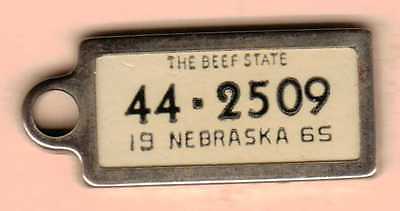 THE BEEF STATE
44·2509
19 NEBRASKA 65